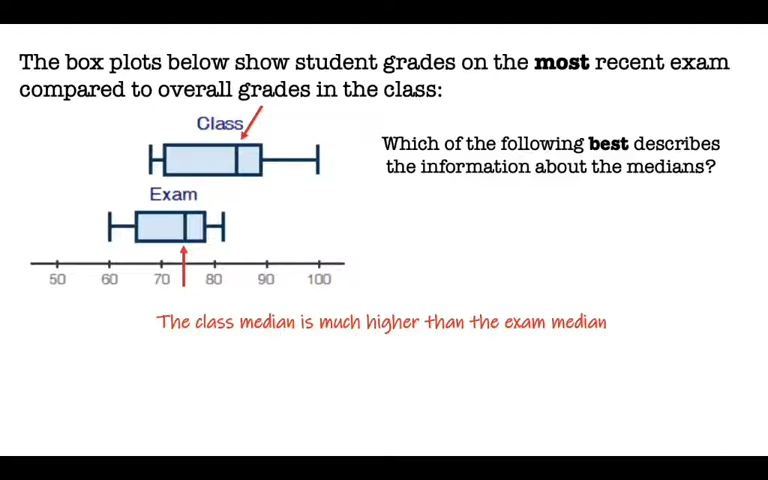 The box plots below show student grades on the most recent exam
compared to overall grades in the class:
Class
Which of the following best describes
the information about the medians?
Exam
50 60 70 80 90 100
The class median is much higher than the exam median